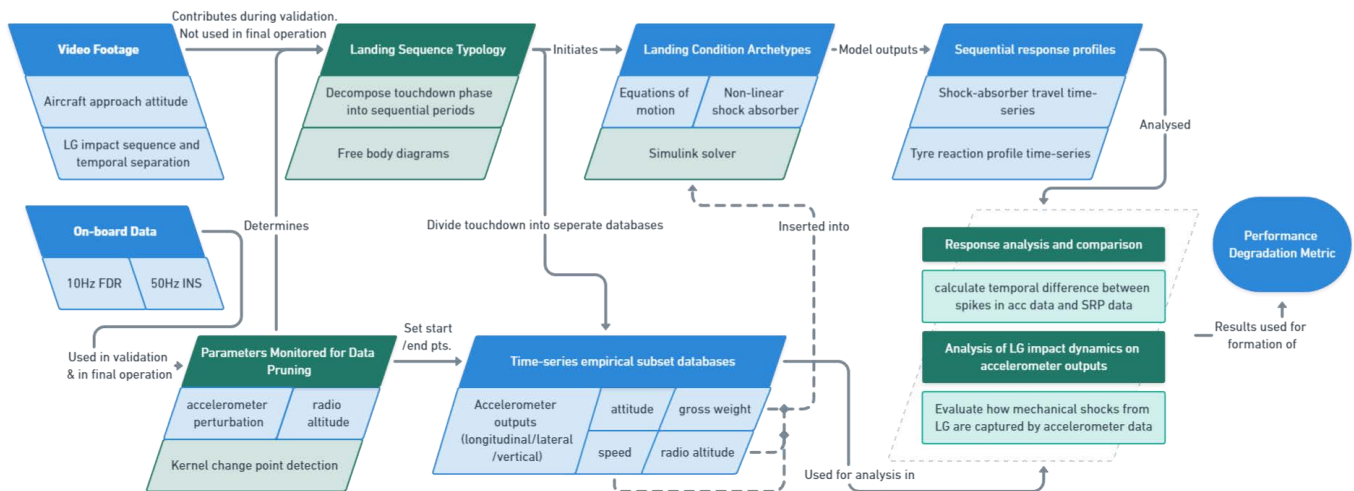 Video Footage
Aircraft approach attitude
LG impact sequence and
temporal separation
Contributes during validation.
Not used in final operation
Landing Sequence Typology
Decompose touchdown phase
into sequential periods
Free body diagrams
Initiates
Landing Condition Archetypes
Equations of
motion
Non-linear
shock absorber
Simulink solver
Model outputs
Sequential response profiles
Shock-absorber travel time-
series
Tyre reaction profile time-series
Analysed
On-board Data
10Hz FDR
50Hz INS
Determines
Divide touchdown into seperate databases
Inserted into
Used in validation
& in final operation
Parameters Monitored for Data
Pruning
accelerometer
perturbation
radio
altitude
Kernel change point detection
Set start
/end pts.
Time-series empirical subset databases
Accelerometer
outputs
(longitudinal/lateral
/vertical)
attitude
gross weight
speed
radio altitude
Used for analysis in
Response analysis and comparison
calculate temporal difference between
spikes in acc data and SRP data
Analysis of LG impact dynamics on
accelerometer outputs
Evaluate how mechanical shocks from
LG are captured by accelerometer data
Results used for
formation of
Performance
Degradation Metric